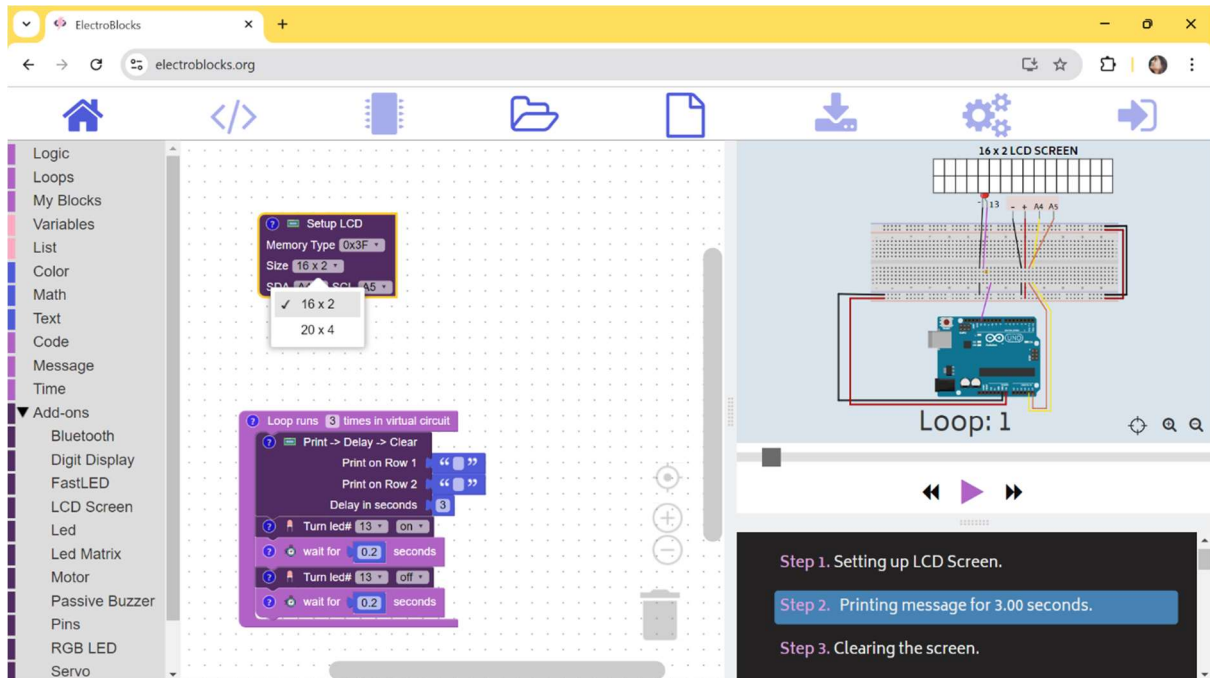 ElectroBlocks
electroblocks.org
Logic
Loops
My Blocks
Variables
List
Color
Math
Text
Code
Message
Time
Add-ons
Bluetooth
Digit Display
FastLED
LCD Screen
Led
Led Matrix
Motor
Passive Buzzer
Pins
RGB LED
Servo
Setup LCD
Memory Type 0x3F
Size 16 x 2
SDA A4 SCL A5
✓ 16 x 2
20 x 4
Loop runs 3 times in virtual circuit
Print -> Delay -> Clear
Print on Row 1 “ ”
Print on Row 2 “ ”
Delay in seconds 3
Turn led# 13 on
wait for 0.2 seconds
Turn led# 13 off
wait for 0.2 seconds
16 x 2 LCD SCREEN
- 13 - + A4 A5
UNO
Loop: 1
Step 1. Setting up LCD Screen.
Step 2. Printing message for 3.00 seconds.
Step 3. Clearing the screen.